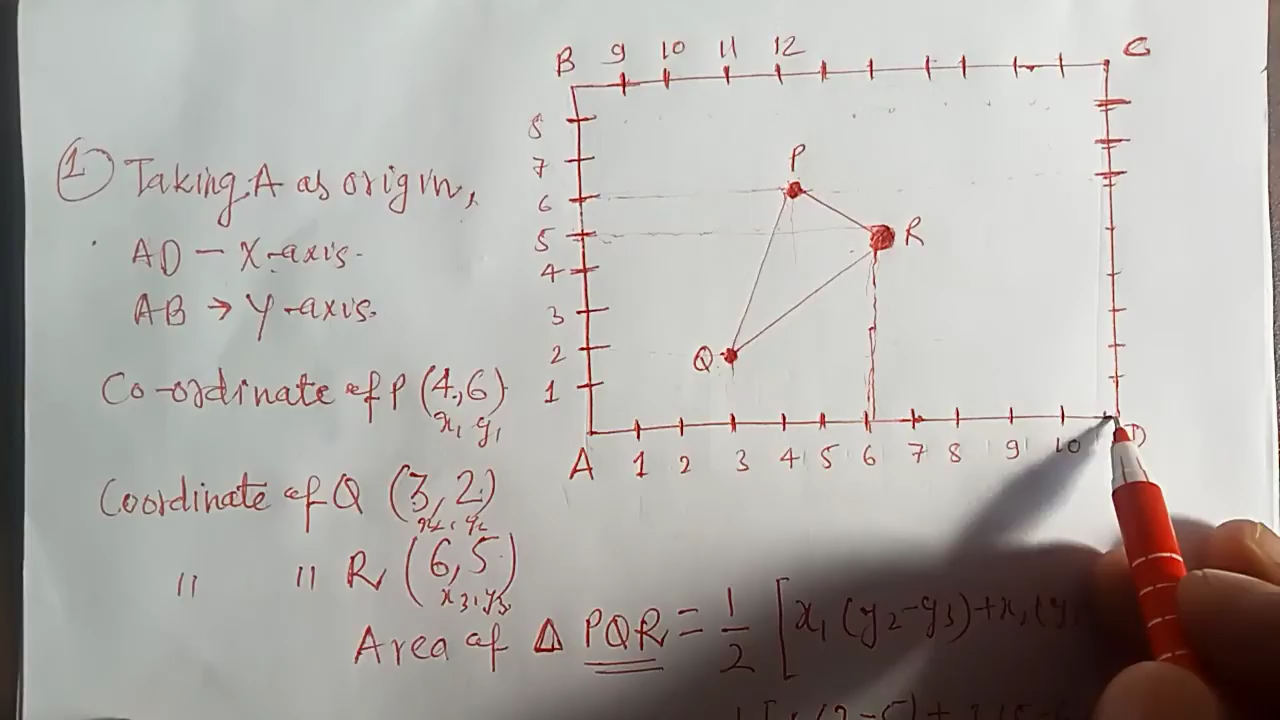 B 9 10 11 12 C
8
7
6
5
4
3
2
1
P
R
Q
A 1 2 3 4 5 6 7 8 9 10 D
1 Taking A as origin,
AD — X-axis.
AB → Y-axis.
Co-ordinate of P (4,6)
x1 y1
Coordinate of Q (3,2)
x2, y2
" " R (6,5)
x3, y3
Area of Δ PQR = 1/2 [x1 (y2-y3) + x